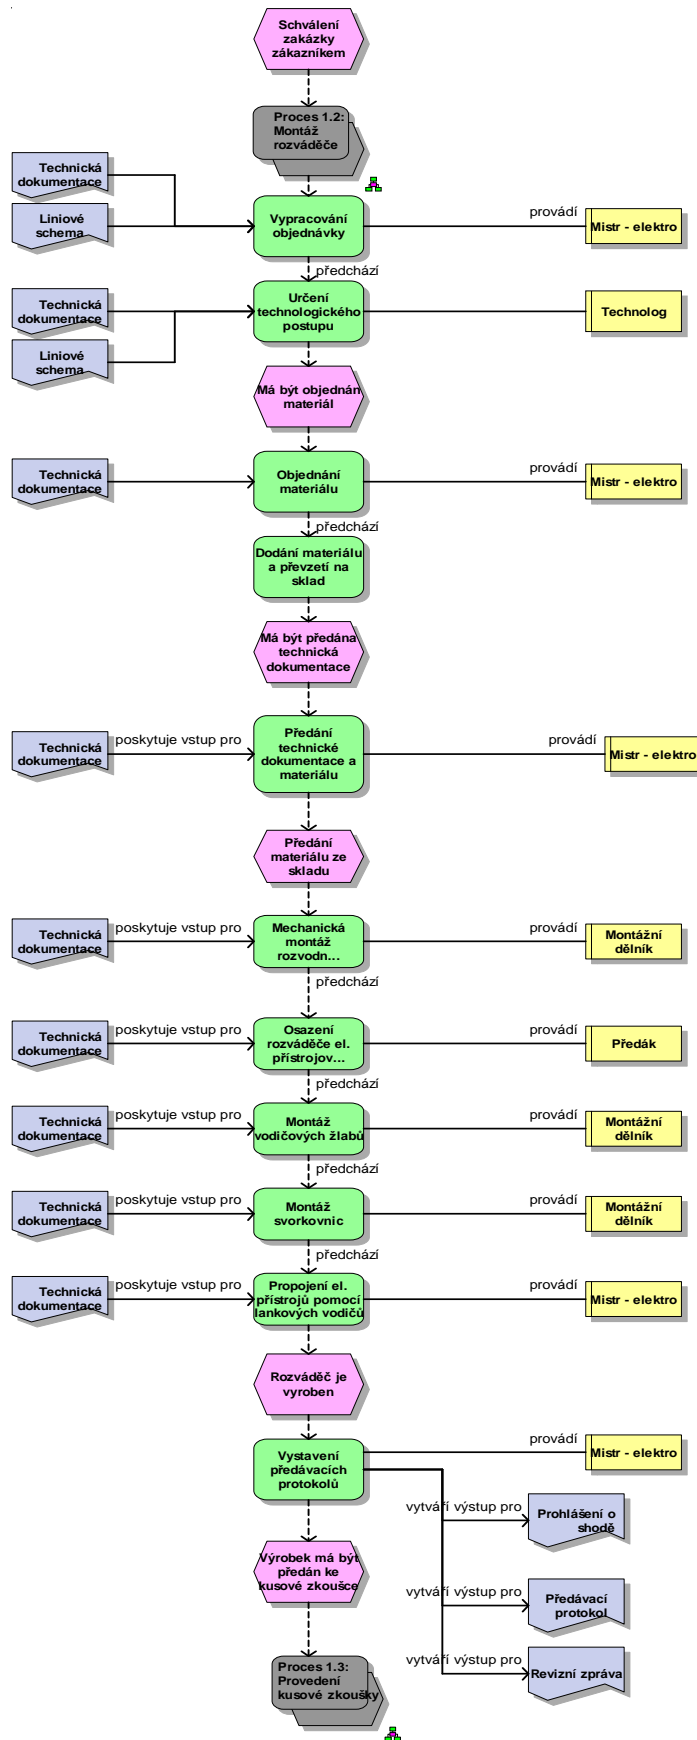 Schválení
zakázky
zákazníkem
Proces 1.2:
Montáž
rozváděče
Technická
dokumentace
Liniové
schema
Vypracování
objednávky
provádí
Mistr - elektro
předchází
Technická
dokumentace
Liniové
schema
Určení
technologického
postupu
Technolog
Má být objednán
materiál
Technická
dokumentace
Objednání
materiálu
provádí
Mistr - elektro
předchází
Dodání materiálu
a převzetí na
sklad
Má být předána
technická
dokumentace
Technická
dokumentace
poskytuje vstup pro
Předání
technické
dokumentace a
materiálu
provádí
Mistr - elektro
Předání
materiálu ze
skladu
Technická
dokumentace
poskytuje vstup pro
Mechanická
montáž
rozvodn...
provádí
Montážní
dělník
předchází
Technická
dokumentace
poskytuje vstup pro
Osazení
rozváděče el.
přístrojov...
provádí
Předák
předchází
Technická
dokumentace
poskytuje vstup pro
Montáž
vodičových žlabů
provádí
Montážní
dělník
předchází
Technická
dokumentace
poskytuje vstup pro
Montáž
svorkovnic
provádí
Montážní
dělník
předchází
Technická
dokumentace
poskytuje vstup pro
Propojení el.
přístrojů pomocí
lankových vodičů
provádí
Mistr - elektro
Rozváděč je
vyroben
Vystavení
předávacích
protokolů
provádí
Mistr - elektro
vytváří výstup pro
Prohlášení o
shodě
Výrobek má být
předán ke
kusové zkoušce
vytváří výstup pro
Předávací
protokol
vytváří výstup pro
Revizní zpráva
Proces 1.3:
Provedení
kusové zkoušky